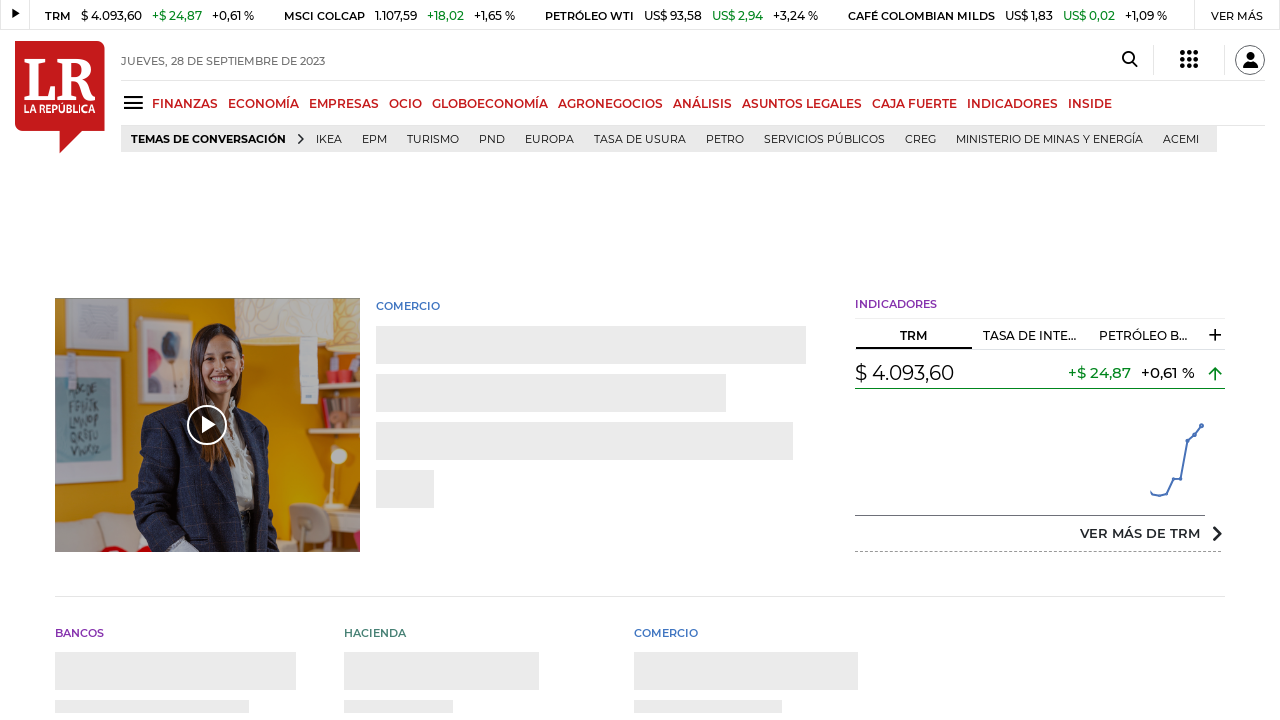 TRM $ 4.093,60 +$ 24,87 +0,61 % MSCI COLCAP 1.107,59 +18,02 +1,65 % PETRÓLEO WTI US$ 93,58 US$ 2,94 +3,24 % CAFÉ COLOMBIAN MILDS US$ 1,83 US$ 0,02 +1,09 % VER MÁS
LR
LA REPÚBLICA
JUEVES, 28 DE SEPTIEMBRE DE 2023
FINANZAS ECONOMÍA EMPRESAS OCIO GLOBOECONOMÍA AGRONEGOCIOS ANÁLISIS ASUNTOS LEGALES CAJA FUERTE INDICADORES INSIDE
TEMAS DE CONVERSACIÓN IKEA EPM TURISMO PND EUROPA TASA DE USURA PETRO SERVICIOS PÚBLICOS CREG MINISTERIO DE MINAS Y ENERGÍA ACEMI
COMERCIO
INDICADORES
TRM TASA DE INTE... PETRÓLEO B...
$ 4.093,60 +$ 24,87 +0,61 %
VER MÁS DE TRM
BANCOS HACIENDA COMERCIO